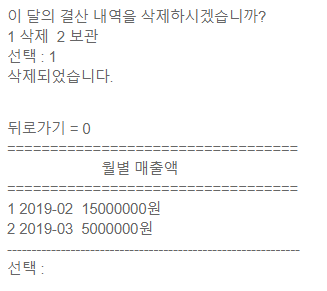 이 달의 결산 내역을 삭제하시겠습니까?
1 삭제  2 보관
선택 : 1
삭제되었습니다.
뒤로가기 = 0
==================================
월별 매출액
==================================
1 2019-02  15000000원
2 2019-03  5000000원
------------------------------------------------------------
선택 :